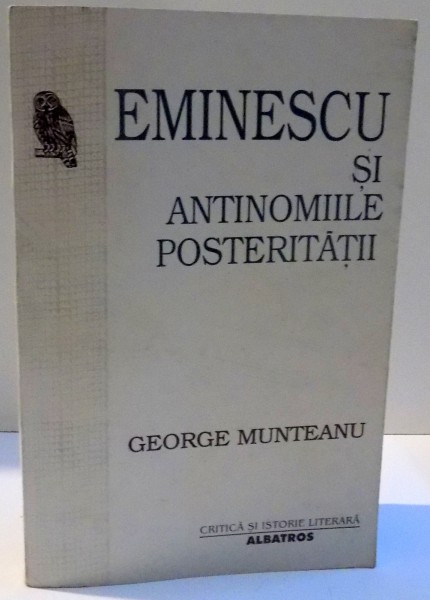 EMINESCU
ȘI
ANTINOMIILE
POSTERITĂȚII
GEORGE MUNTEANU
CRITICĂ ȘI ISTORIE LITERARĂ
ALBATROS